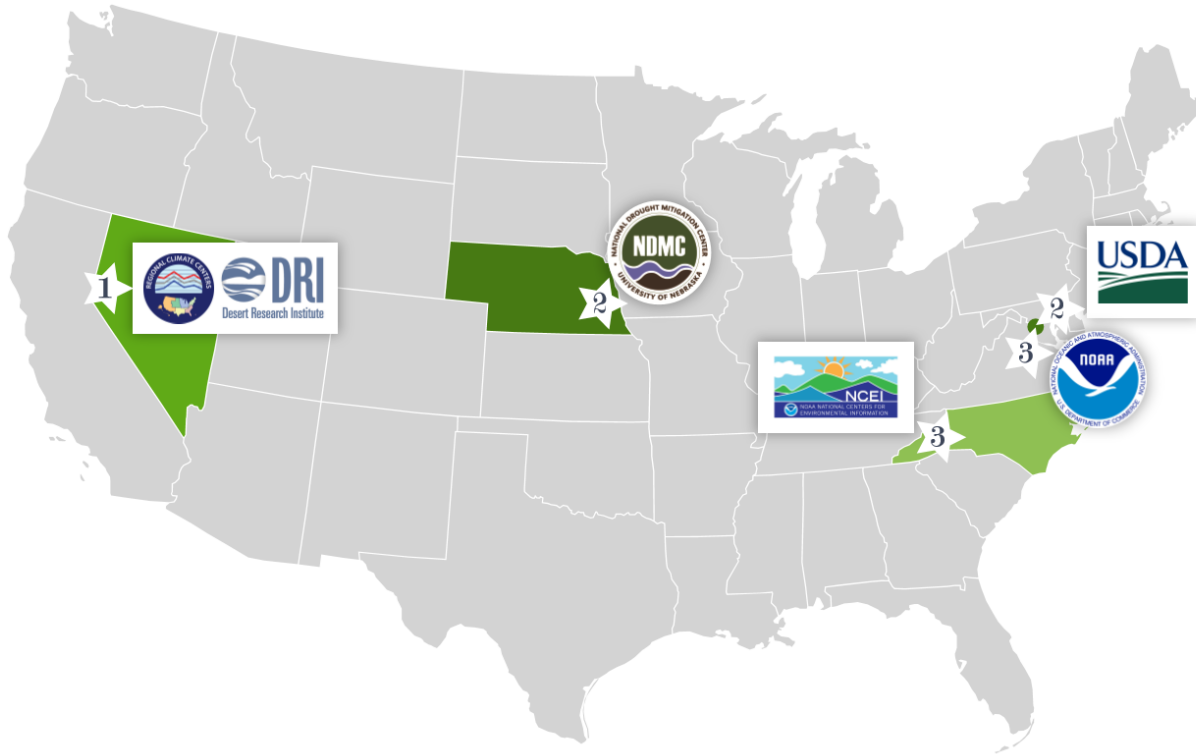 1
REGIONAL CLIMATE CENTERS
DRI
Desert Research Institute
NATIONAL DROUGHT MITIGATION CENTER
NDMC
UNIVERSITY OF NEBRASKA
2
USDA
2
3
NATIONAL OCEANIC AND ATMOSPHERIC ADMINISTRATION
NOAA
U.S. DEPARTMENT OF COMMERCE
NCEI
NOAA NATIONAL CENTERS FOR
ENVIRONMENTAL INFORMATION
3